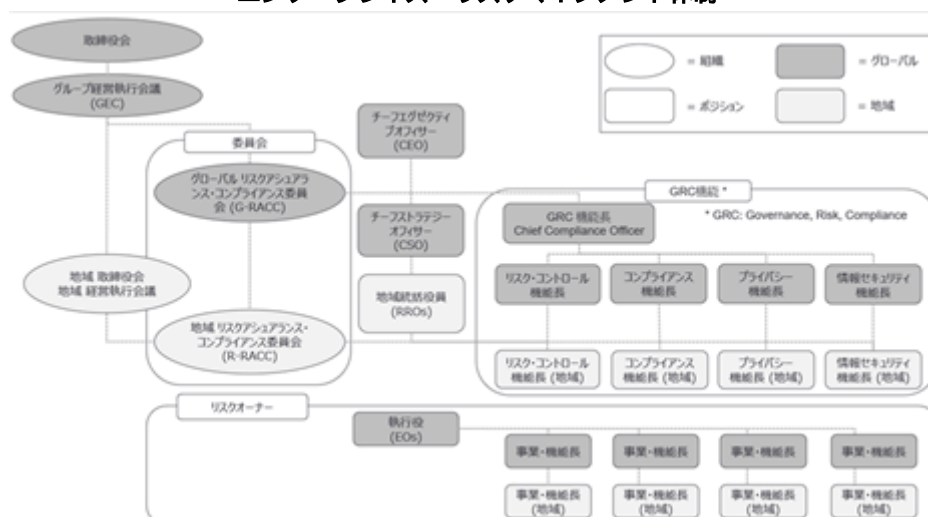 取締役会
グループ経営執行会議
(GEC)
委員会
グローバル リスクアシュアラ
ンス・コンプライアンス委員
会 (G-RACC)
地域 取締役会
地域 経営執行会議
地域 リスクアシュアランス・
コンプライアンス委員会
(R-RACC)
チーフエグゼクティ
ブオフィサー
(CEO)
チーフストラテジー
オフィサー
(CSO)
地域統括役員
(RROs)
= 組織
= グローバル
= ポジション
= 地域
GRC機能 *
* GRC: Governance, Risk, Compliance
GRC 機能長
Chief Compliance Officer
リスク・コントロール
機能長
コンプライアンス
機能長
プライバシー
機能長
情報セキュリティ
機能長
リスク・コントロール
機能長 (地域)
コンプライアンス
機能長 (地域)
プライバシー
機能長 (地域)
情報セキュリティ
機能長 (地域)
リスクオーナー
執行役
(EOs)
事業・機能長
事業・機能長
事業・機能長
事業・機能長
事業・機能長
(地域)
事業・機能長
(地域)
事業・機能長
(地域)
事業・機能長
(地域)